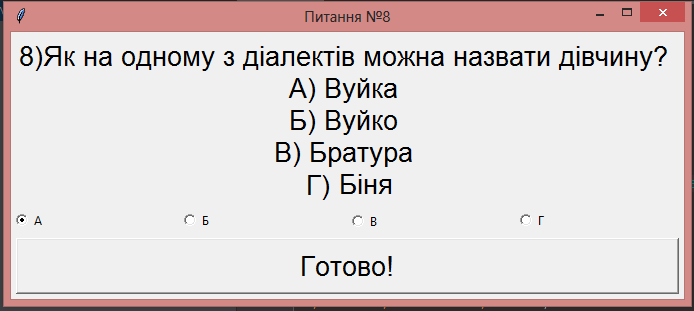 Питання №8
8)Як на одному з діалектів можна назвати дівчину?
А) Вуйка
Б) Вуйко
В) Братура
Г) Біня
А Б В Г
Готово!